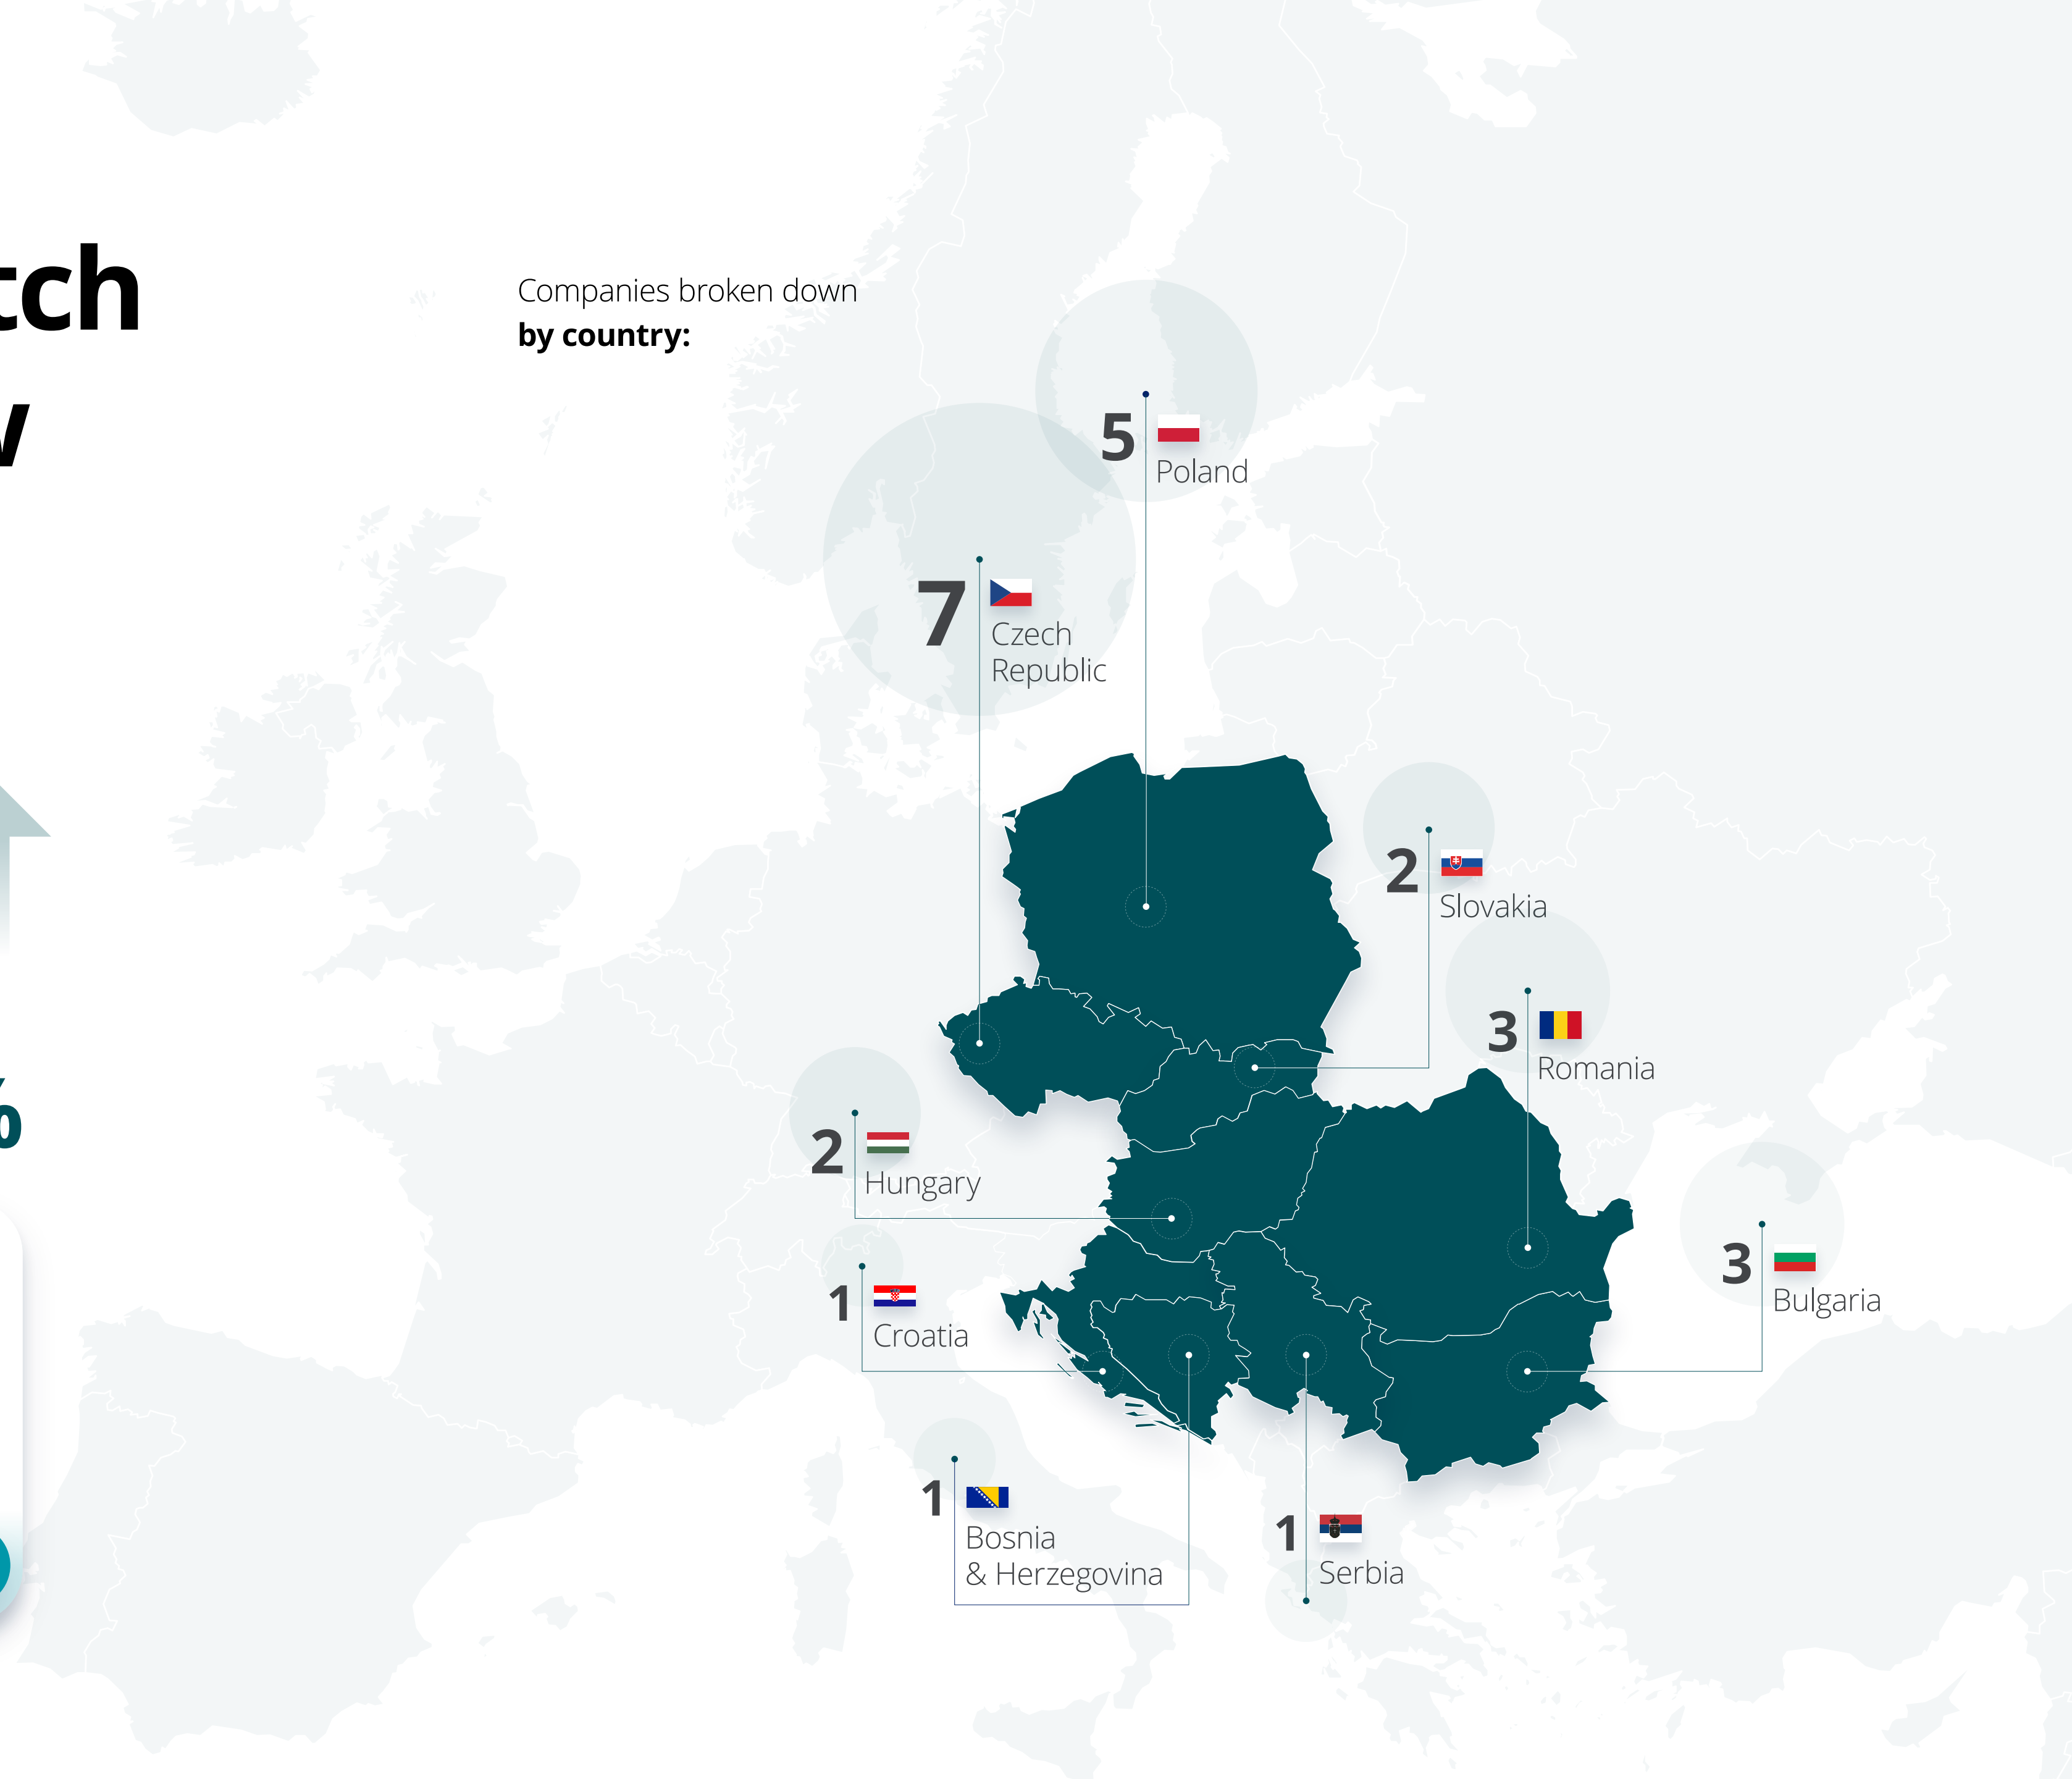 tch
Companies broken down
by country:
5
Poland
7
Czech
Republic
2
Slovakia
3
Romania
2
Hungary
%
3
Bulgaria
1
Croatia
1
Bosnia
& Herzegovina
1
Serbia